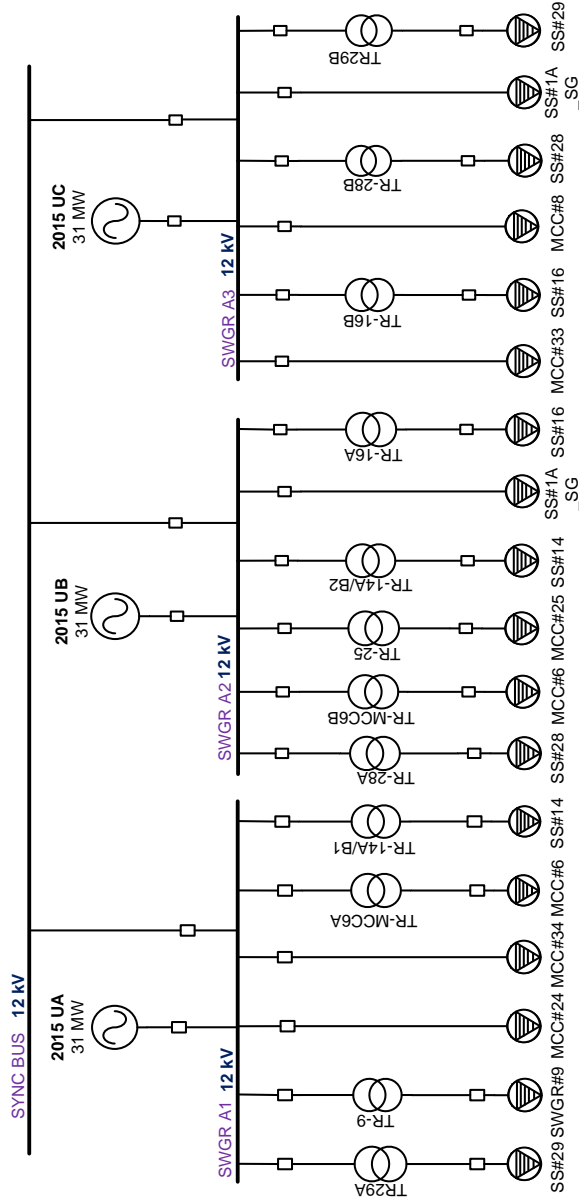 SYNC BUS 12 kV
2015 UA
31 MW
2015 UB
31 MW
2015 UC
31 MW
SWGR A1 12 kV
SWGR A2 12 kV
SWGR A3 12 kV
TR29A
TR-9
TR-MCC6A
TR-14A/B1
TR-28A
TR-MCC6B
TR-25
TR-14A/B2
TR-16A
TR-16B
TR-28B
TR29B
SS#29 SWGR#9 MCC#24 MCC#34 MCC#6 SS#14
SS#28 MCC#6 MCC#25 SS#14 SS#1A
_SG
SS#16
MCC#33 SS#16 MCC#8 SS#28 SS#1A
_SG
SS#29